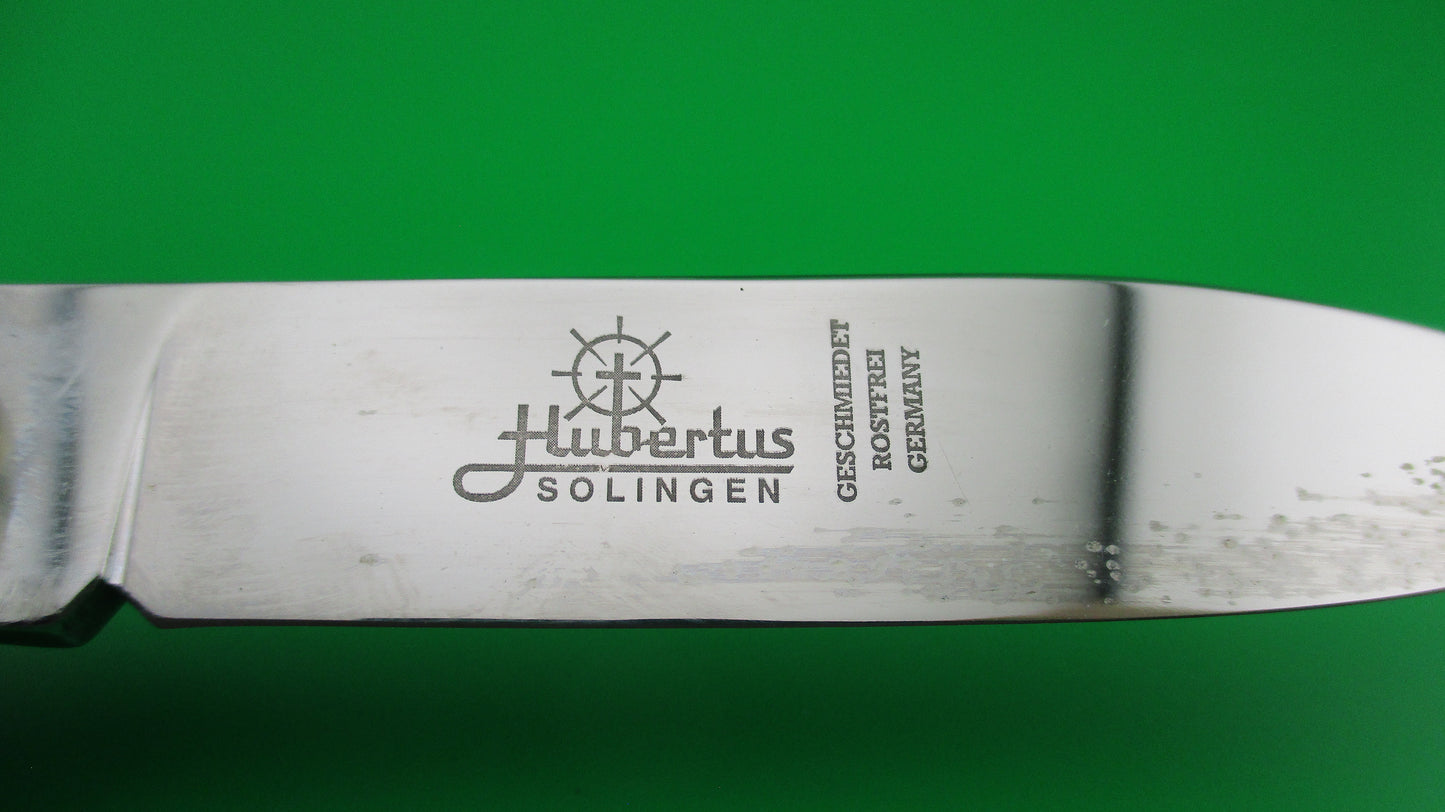 Hubertus
SOLINGEN
GESCHMIEDET
ROSTFREI
GERMANY